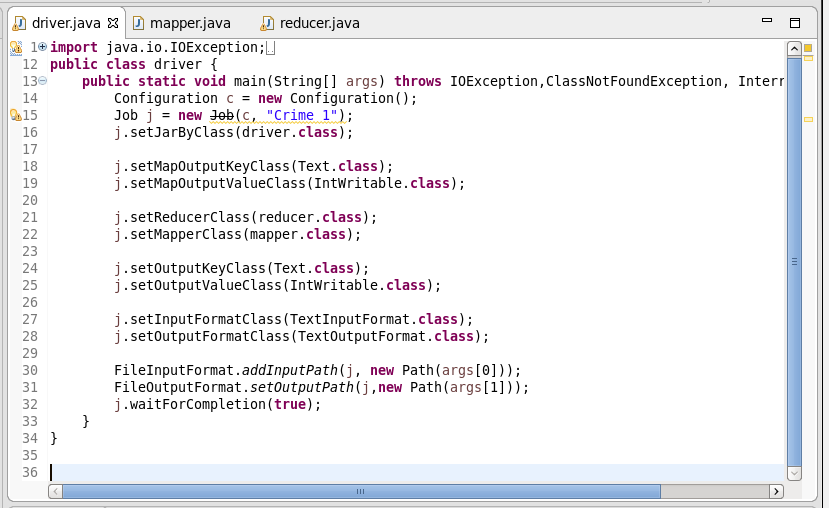 driver.java mapper.java reducer.java
1 import java.io.IOException;
12 public class driver {
13 public static void main(String[] args) throws IOException,ClassNotFoundException, Interr
14 Configuration c = new Configuration();
15 Job j = new Job(c, "Crime 1");
16 j.setJarByClass(driver.class);
17
18 j.setMapOutputKeyClass(Text.class);
19 j.setMapOutputValueClass(IntWritable.class);
20
21 j.setReducerClass(reducer.class);
22 j.setMapperClass(mapper.class);
23
24 j.setOutputKeyClass(Text.class);
25 j.setOutputValueClass(IntWritable.class);
26
27 j.setInputFormatClass(TextInputFormat.class);
28 j.setOutputFormatClass(TextOutputFormat.class);
29
30 FileInputFormat.addInputPath(j, new Path(args[0]));
31 FileOutputFormat.setOutputPath(j,new Path(args[1]));
32 j.waitForCompletion(true);
33 }
34 }
35
36